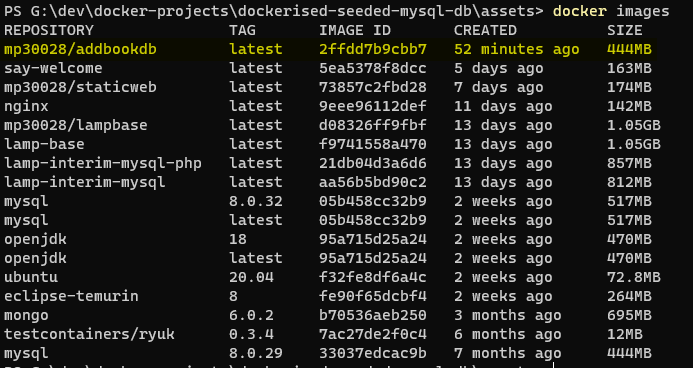 PS G:\dev\docker-projects\dockerised-seeded-mysql-db\assets> docker images
REPOSITORY TAG IMAGE ID CREATED SIZE
mp30028/addbookdb latest 2ffdd7b9cbb7 52 minutes ago 444MB
say-welcome latest 5ea5378f8dcc 5 days ago 163MB
mp30028/staticweb latest 73857c2fbd28 7 days ago 174MB
nginx latest 9eee96112def 11 days ago 142MB
mp30028/lampbase latest d08326ff9fbf 13 days ago 1.05GB
lamp-base latest f9741558a470 13 days ago 1.05GB
lamp-interim-mysql-php latest 21db04d3a6d6 13 days ago 857MB
lamp-interim-mysql latest aa56b5bd90c2 13 days ago 812MB
mysql 8.0.32 05b458cc32b9 2 weeks ago 517MB
mysql latest 05b458cc32b9 2 weeks ago 517MB
openjdk 18 95a715d25a24 2 weeks ago 470MB
openjdk latest 95a715d25a24 2 weeks ago 470MB
ubuntu 20.04 f32fe8df6a4c 2 weeks ago 72.8MB
eclipse-temurin 8 fe90f65dcbf4 2 weeks ago 264MB
mongo 6.0.2 b70536aeb250 3 months ago 695MB
testcontainers/ryuk 0.3.4 7ac27de2f0c4 6 months ago 12MB
mysql 8.0.29 33037edcac9b 7 months ago 444MB